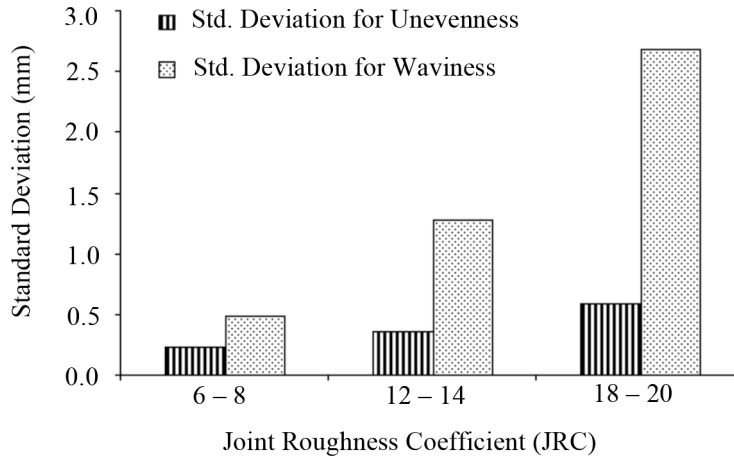 Std. Deviation for Unevenness
Std. Deviation for Waviness
Standard Deviation (mm)
3.0
2.5
2.0
1.5
1.0
0.5
0.0
6 – 8
12 – 14
18 – 20
Joint Roughness Coefficient (JRC)